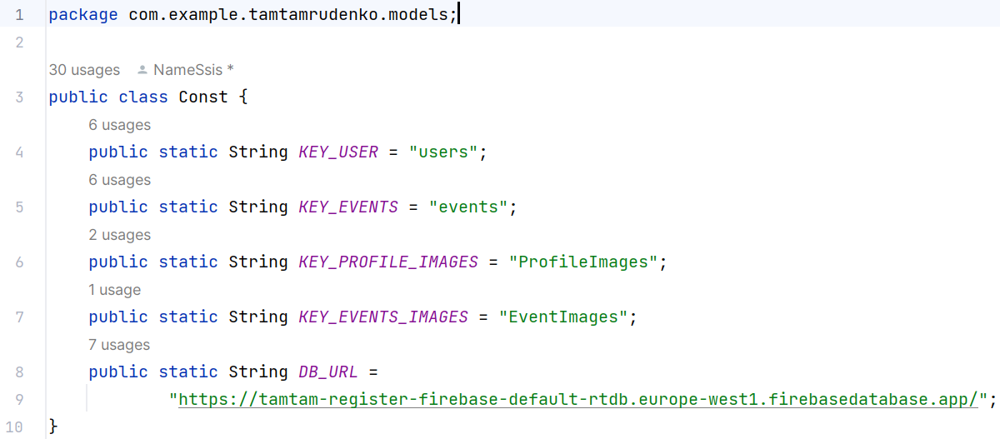 1 package com.example.tamtamrudenko.models;
2
30 usages NameSsis *
3 public class Const {
6 usages
4 public static String KEY_USER = "users";
6 usages
5 public static String KEY_EVENTS = "events";
2 usages
6 public static String KEY_PROFILE_IMAGES = "ProfileImages";
1 usage
7 public static String KEY_EVENTS_IMAGES = "EventImages";
7 usages
8 public static String DB_URL =
9 "https://tamtam-register-firebase-default-rtdb.europe-west1.firebasedatabase.app/";
10 }